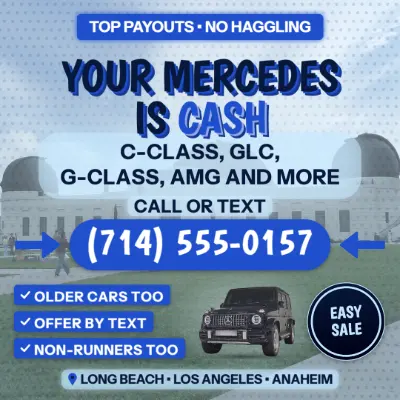 TOP PAYOUTS • NO HAGGLING
YOUR MERCEDES
IS CASH
C-CLASS, GLC,
G-CLASS, AMG AND MORE
CALL OR TEXT
(714) 555-0157
✓ OLDER CARS TOO
✓ OFFER BY TEXT
✓ NON-RUNNERS TOO
EASY
SALE
LONG BEACH • LOS ANGELES • ANAHEIM